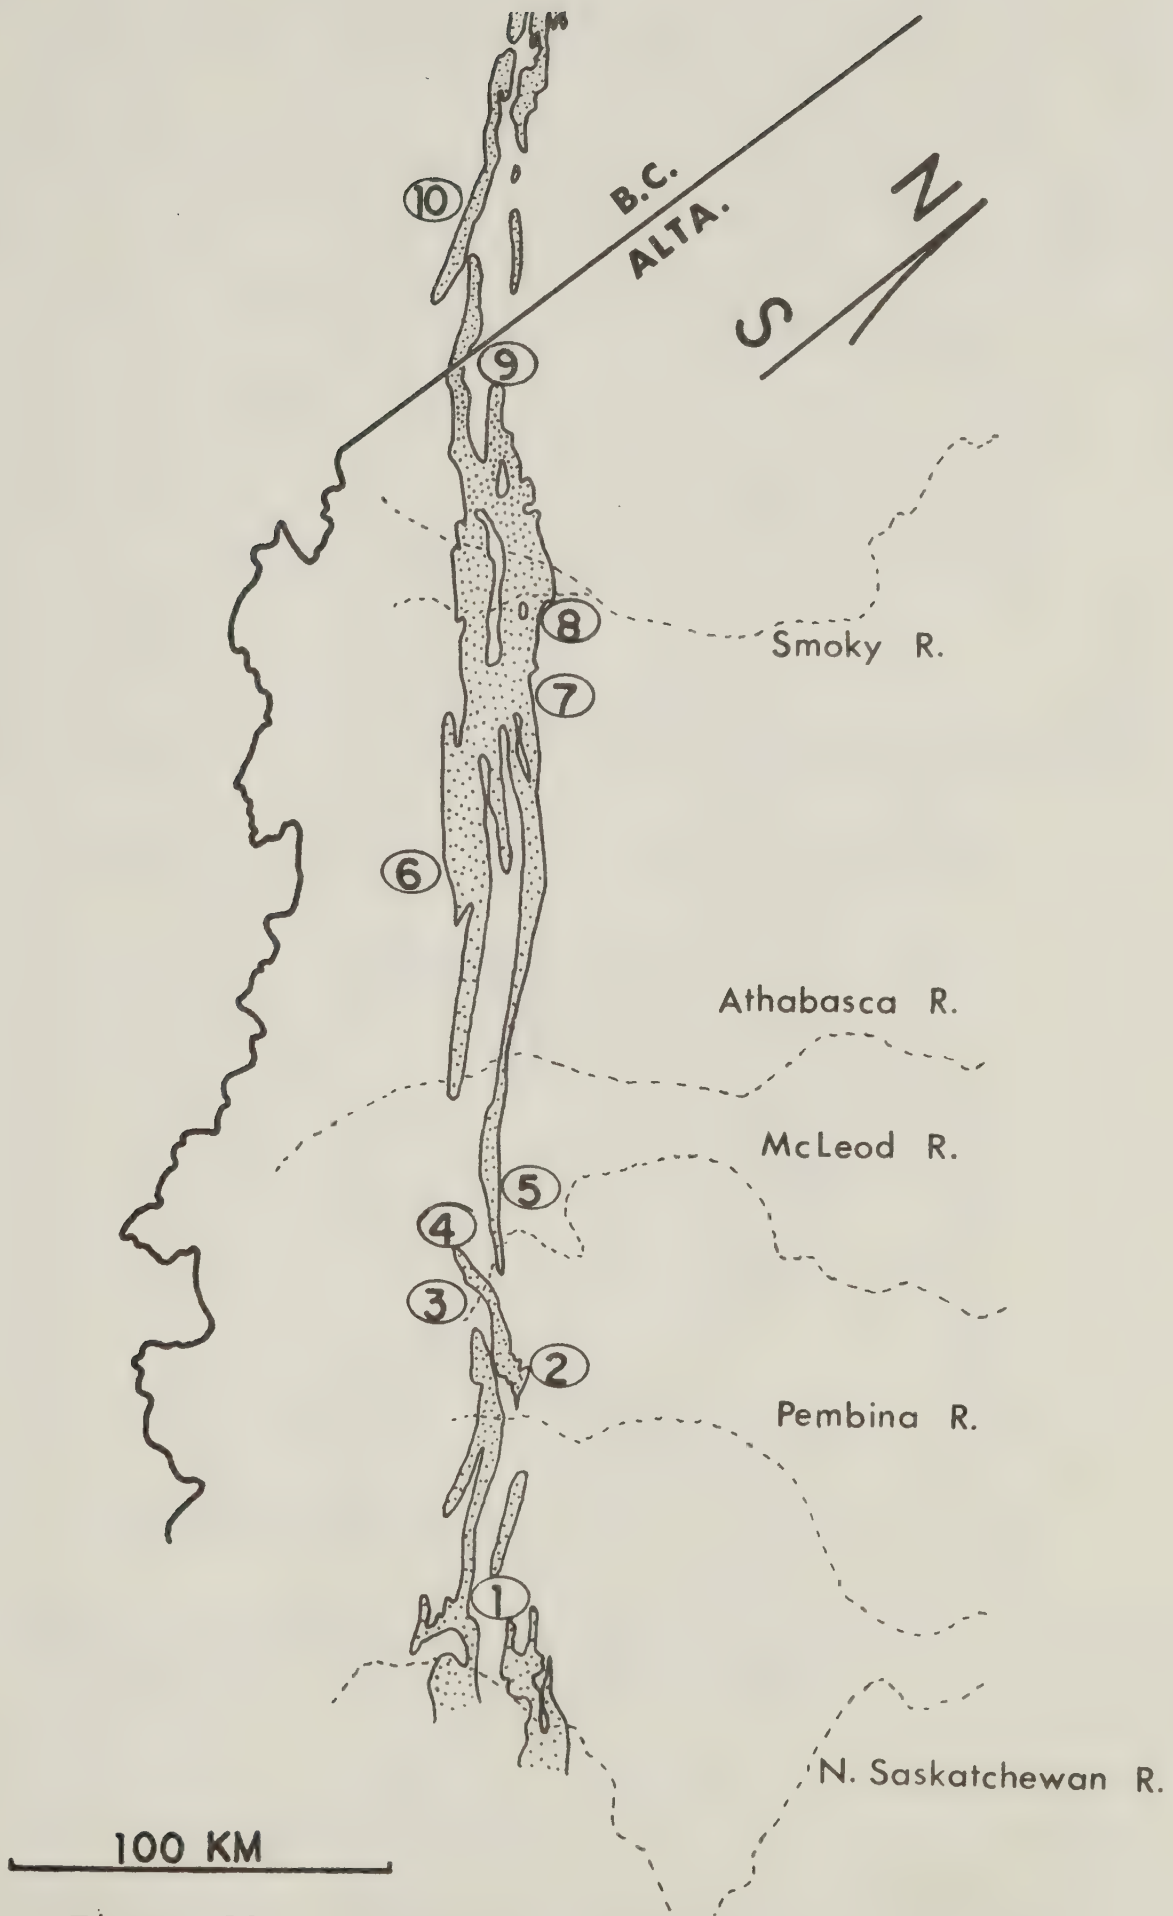 10
B.C.
ALTA.
N
S
9
8
Smoky R.
7
6
Athabasca R.
McLeod R.
5
4
3
2
Pembina R.
1
N. Saskatchewan R.
100 KM